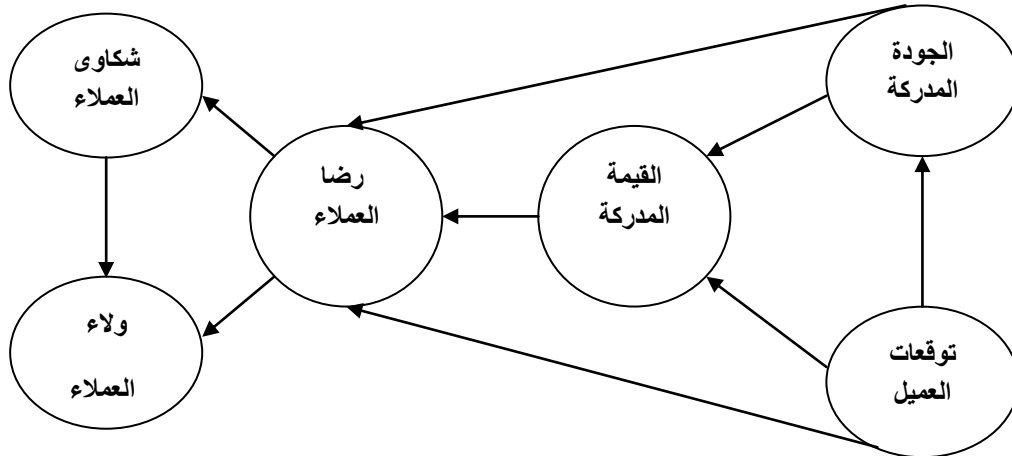 الجودة
المدركة
توقعات
العميل
القيمة
المدركة
رضا
العملاء
شكاوى
العملاء
ولاء
العملاء